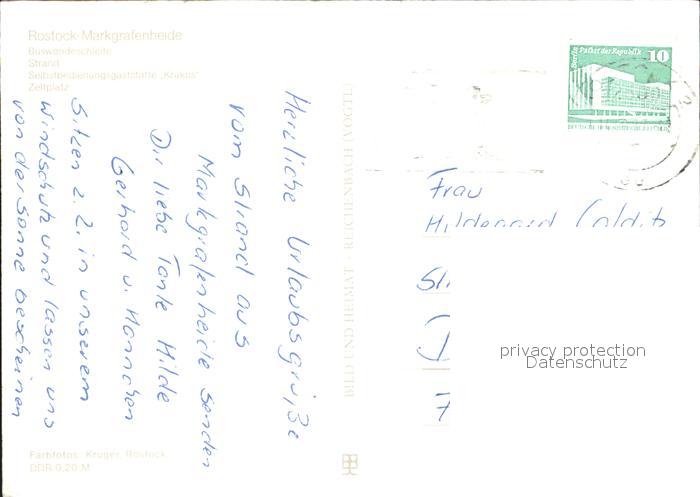 Rostock-Markgrafenheide
Buswendeschleife
Strand
Selbstbedienungsgaststätte „Krakus“
Zeltplatz
Herzliche Urlaubsgrüße
vom Strand aus
Markgrafenheide senden
Dir liebe Tante Hilde
Gerhard u. Hannchen
Sitzen z. Z. in unserem
Windschutz und lassen uns
von der Sonne bescheinen
Farbfotos: Krüger, Rostock
DDR 0,20 M
BILD UND HEIMAT · REICHENBACH (VOGTL)
Berlin Palast der Republik
10
DEUTSCHE DEMOKRATISCHE REPUBLIK
Frau
Hildegard
privacy protection
Datenschutz